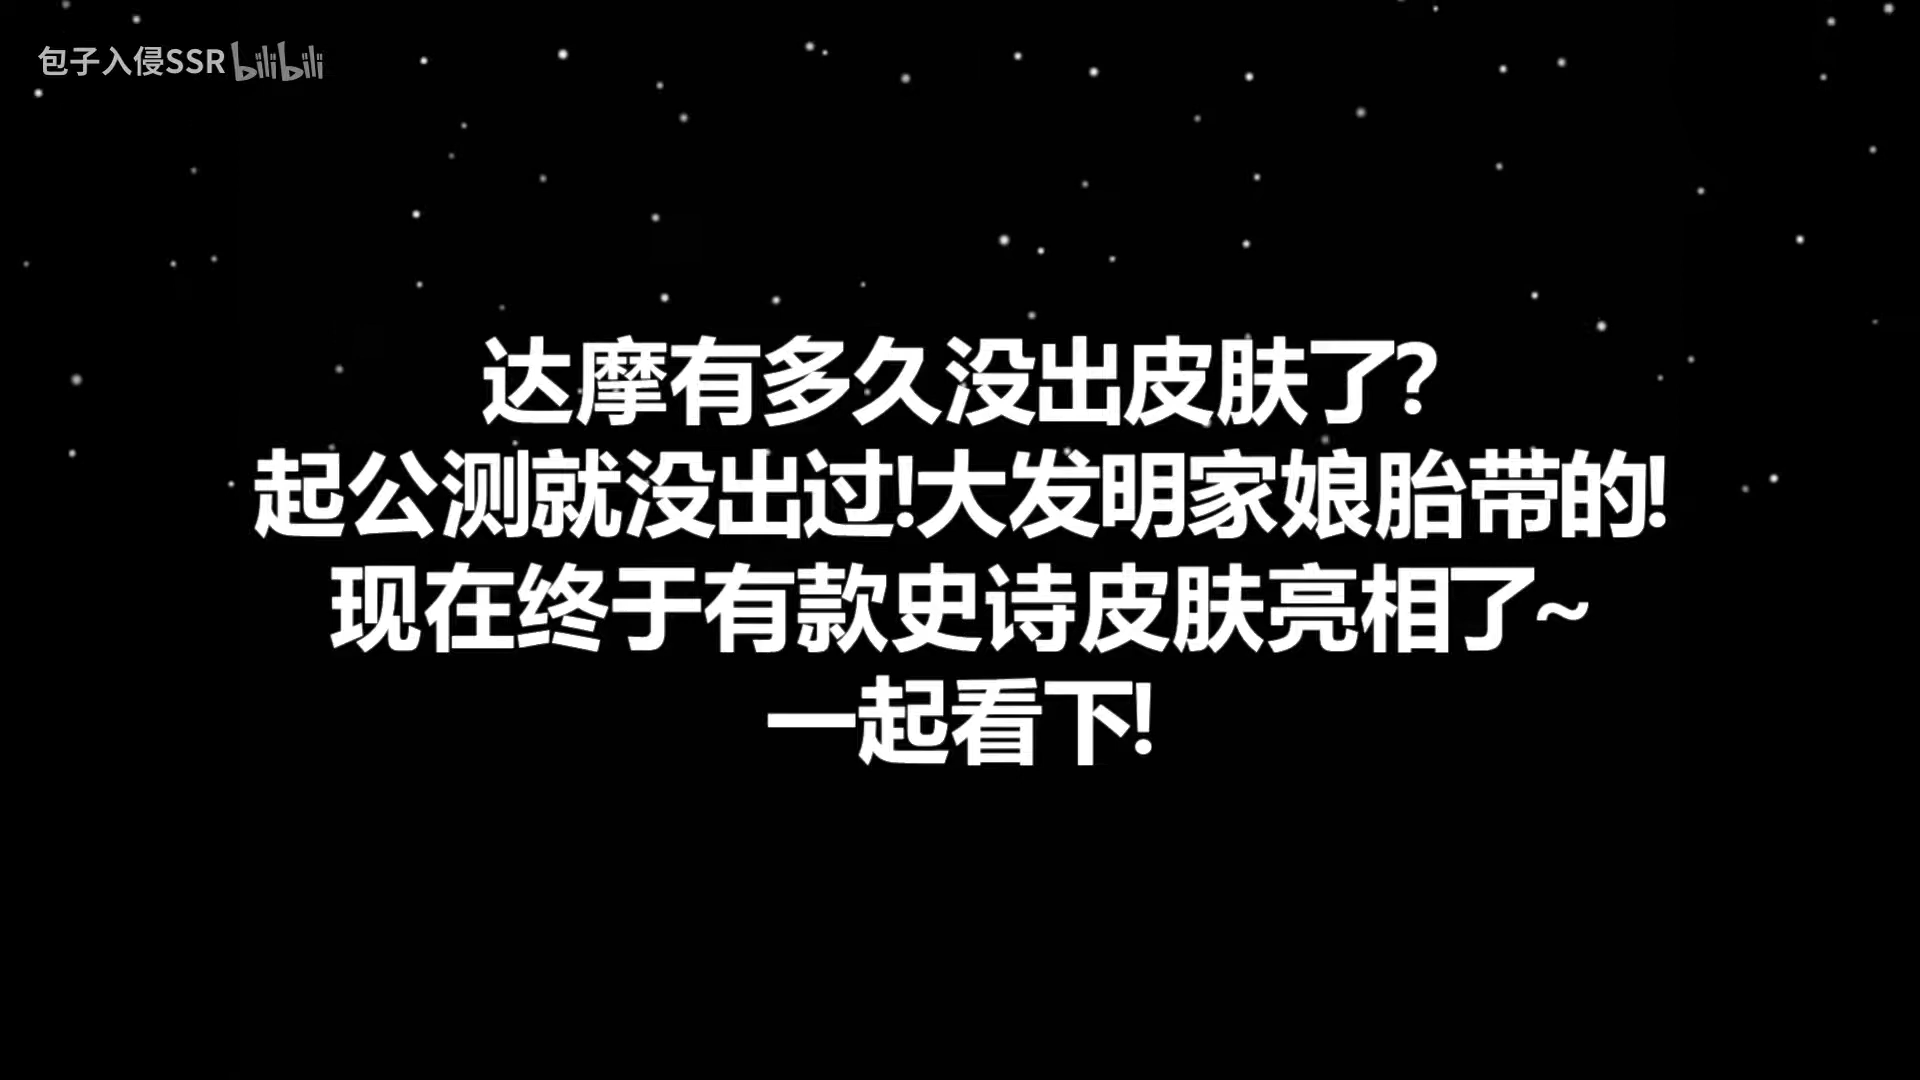 包子入侵SSR bilibili
达摩有多久没出皮肤了?
起公测就没出过!大发明家娘胎带的!
现在终于有款史诗皮肤亮相了~
一起看下!